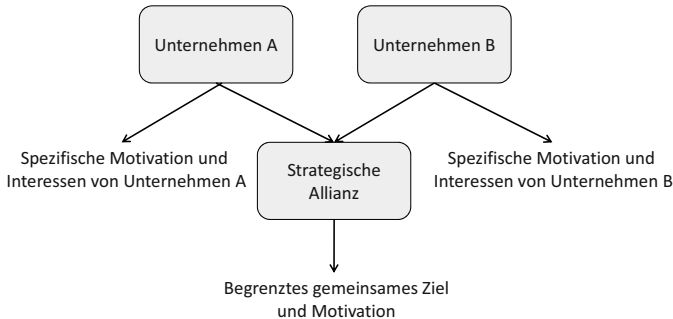 Unternehmen A
Unternehmen B
Spezifische Motivation und
Interessen von Unternehmen A
Strategische
Allianz
Spezifische Motivation und
Interessen von Unternehmen B
Begrenztes gemeinsames Ziel
und Motivation